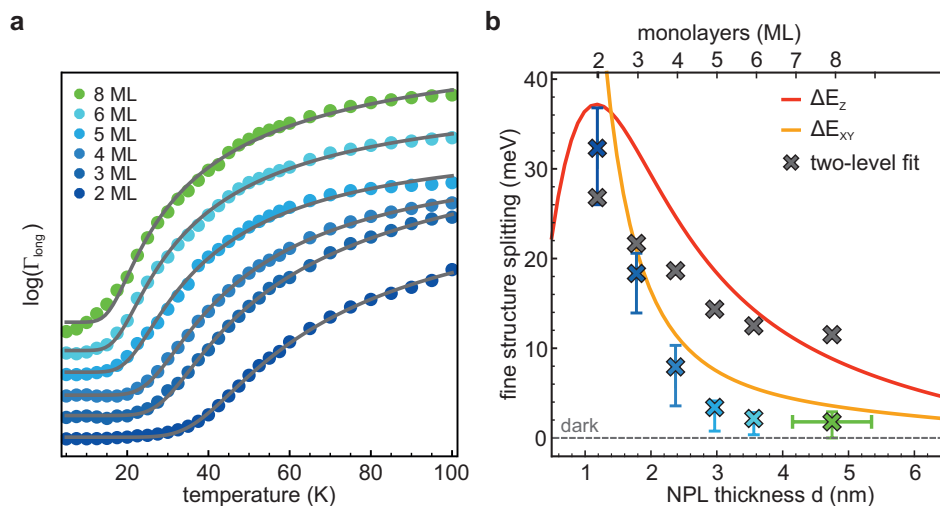 a
8 ML
6 ML
5 ML
4 ML
3 ML
2 ML
log(Γlong)
20 40 60 80 100
temperature (K)
b
monolayers (ML)
2 3 4 5 6 7 8
ΔEZ
ΔEXY
two-level fit
fine structure splitting (meV)
40
30
20
10
0
dark
1 2 3 4 5 6
NPL thickness d (nm)